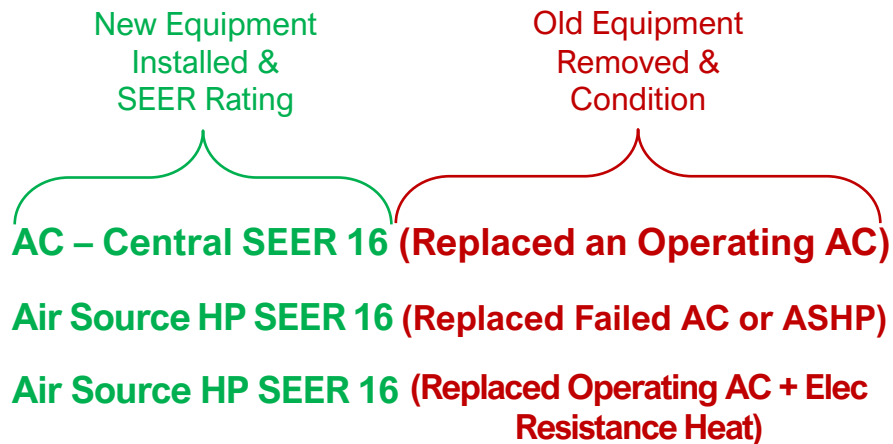 New Equipment
Installed &
SEER Rating
Old Equipment
Removed &
Condition
AC – Central SEER 16 (Replaced an Operating AC)
Air Source HP SEER 16 (Replaced Failed AC or ASHP)
Air Source HP SEER 16 (Replaced Operating AC + Elec
Resistance Heat)